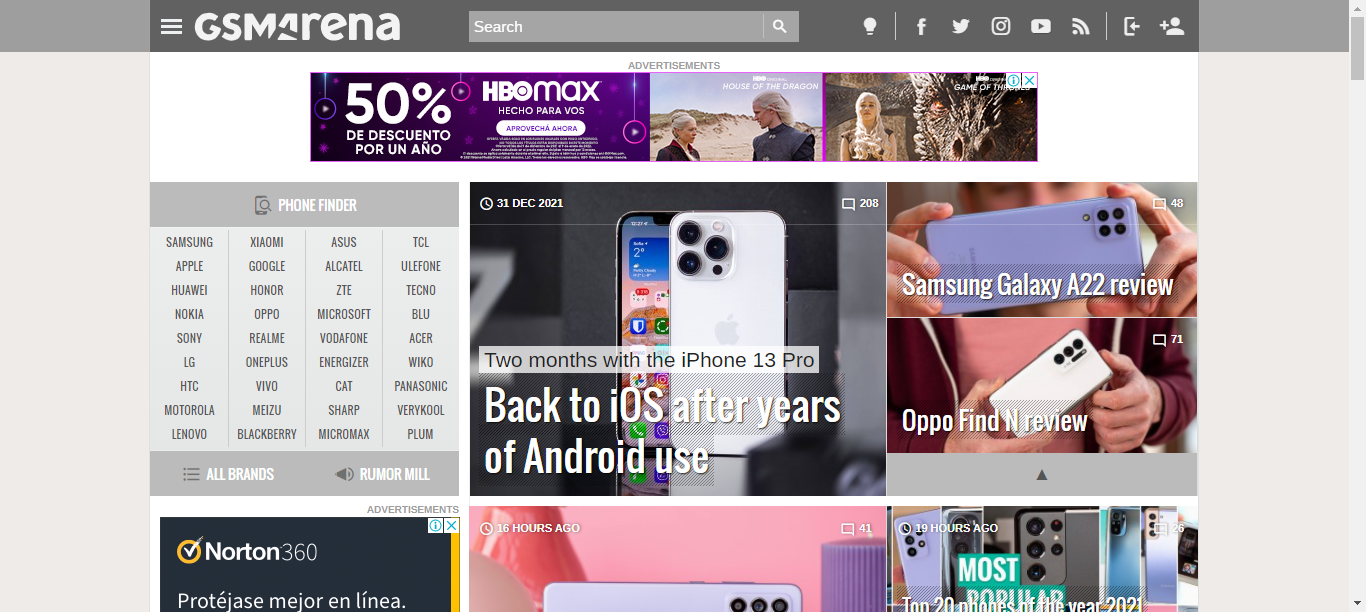 GSMArena
Search
ADVERTISEMENTS
50%
DE DESCUENTO
POR UN AÑO
HBOmax
HECHO PARA VOS
APROVECHÁ AHORA
HBO ORIGINAL
HOUSE OF THE DRAGON
HBO
GAME OF THRONES
PHONE FINDER
SAMSUNG XIAOMI ASUS TCL
APPLE GOOGLE ALCATEL ULEFONE
HUAWEI HONOR ZTE TECNO
NOKIA OPPO MICROSOFT BLU
SONY REALME VODAFONE ACER
LG ONEPLUS ENERGIZER WIKO
HTC VIVO CAT PANASONIC
MOTOROLA MEIZU SHARP VERYKOOL
LENOVO BLACKBERRY MICROMAX PLUM
ALL BRANDS RUMOR MILL
31 DEC 2021 208
12:27
2°
Two months with the iPhone 13 Pro
Back to iOS after years
of Android use
48
Samsung Galaxy A22 review
71
Oppo Find N review
ADVERTISEMENTS
Norton360
Protéjase mejor en línea.
16 HOURS AGO 41
19 HOURS AGO 26
MOST
POPULAR
Top 20 phones of the year 2021